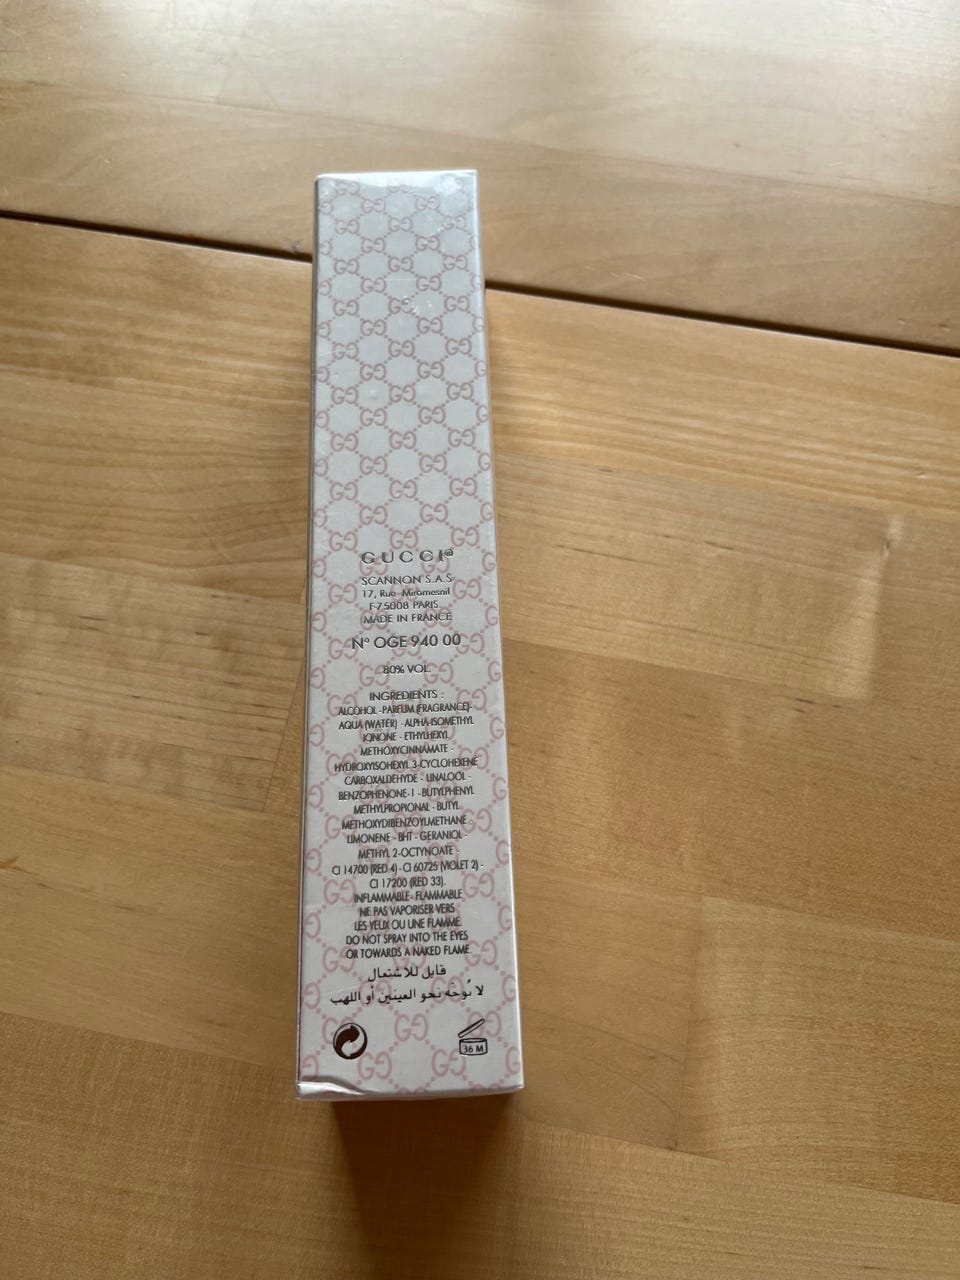 GUCCI®
SCANNON S.A.S
17, Rue Miromesnil
F-75008 PARIS
MADE IN FRANCE
Nº OGE 940 00
80% VOL.
INGREDIENTS :
ALCOHOL - PARFUM (FRAGRANCE) -
AQUA (WATER) - ALPHA-ISOMETHYL
IONONE - ETHYLHEXYL
METHOXYCINNAMATE -
HYDROXYISOHEXYL 3-CYCLOHEXENE
CARBOXALDEHYDE - LINALOOL -
BENZOPHENONE-1 - BUTYLPHENYL
METHYLPROPIONAL - BUTYL
METHOXYDIBENZOYLMETHANE -
LIMONENE - BHT - GERANIOL -
METHYL 2-OCTYNOATE -
CI 14700 (RED 4) - CI 60725 (VIOLET 2) -
CI 17200 (RED 33).
INFLAMMABLE - FLAMMABLE
NE PAS VAPORISER VERS
LES YEUX OU UNE FLAMME
DO NOT SPRAY INTO THE EYES
OR TOWARDS A NAKED FLAME.
قابل للاشتعال
لا تُوجّه نحو العينين أو اللهب
36 M